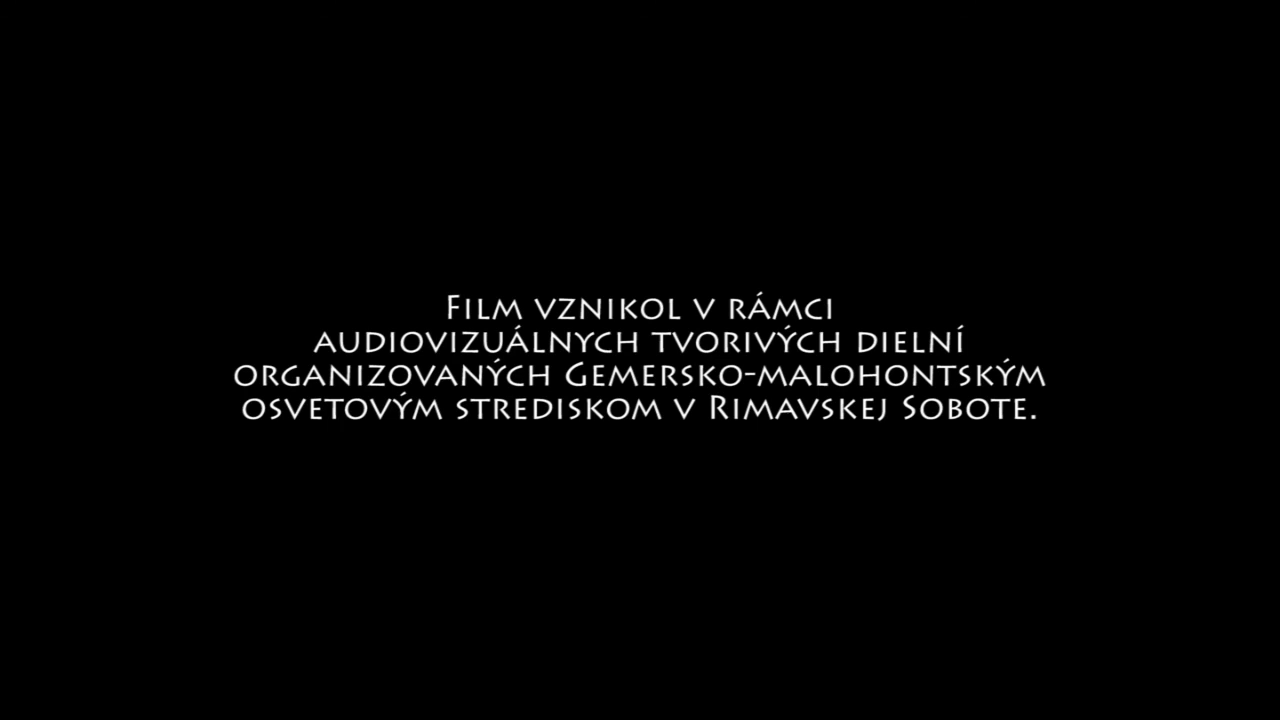 Film vznikol v rámci
audiovizuálnych tvorivých dielní
organizovaných Gemersko-malohontským
osvetovým strediskom v Rimavskej Sobote.